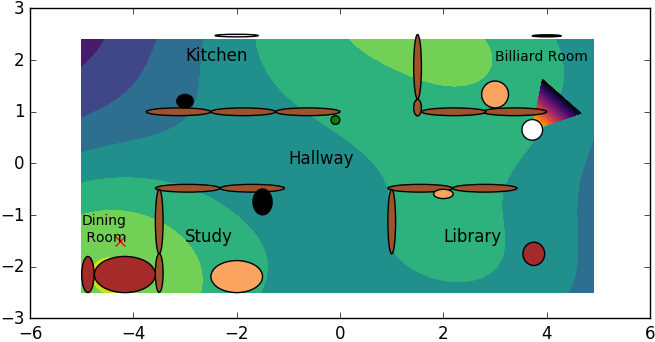 3
2
1
0
−1
−2
−3
−6
−4
−2
0
2
4
6
Kitchen
Billiard Room
Hallway
Dining
Room
Study
Library